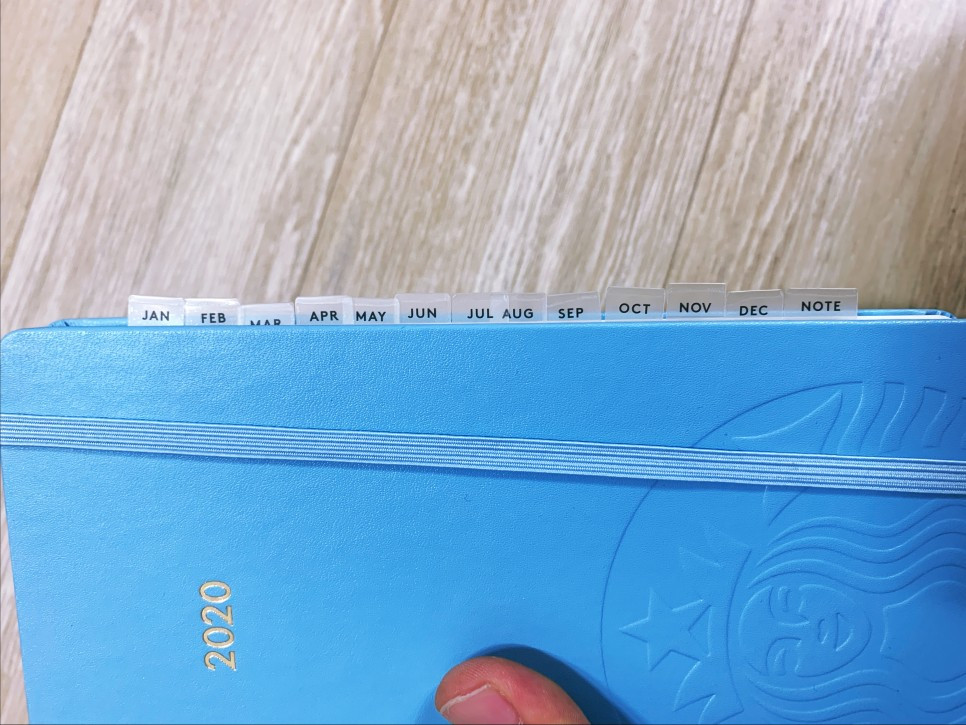 JAN FEB MAR APR MAY JUN JUL AUG SEP OCT NOV DEC NOTE
2020